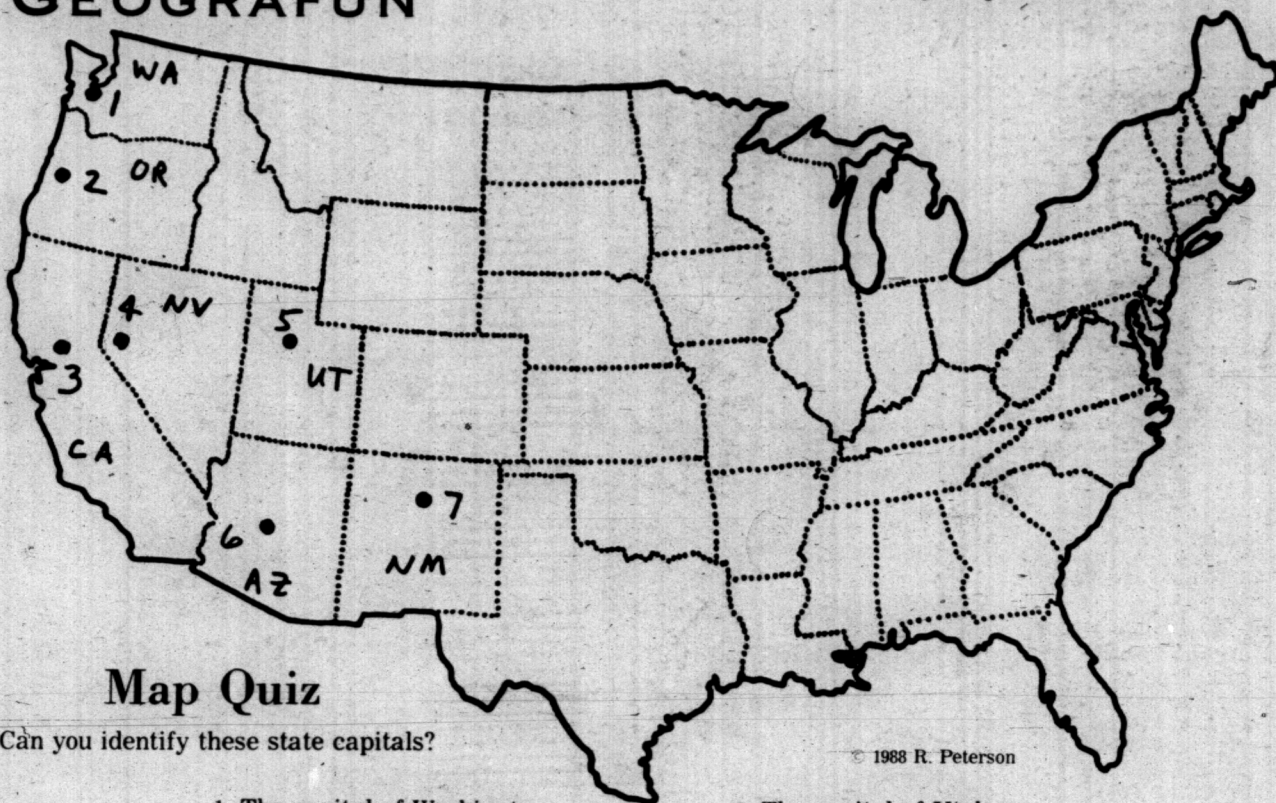 GEOGRAFUN
WA
1
2 OR
4 NV
5
3
UT
CA
7
6
NM
AZ
Map Quiz
Can you identify these state capitals?
© 1988 R. Peterson